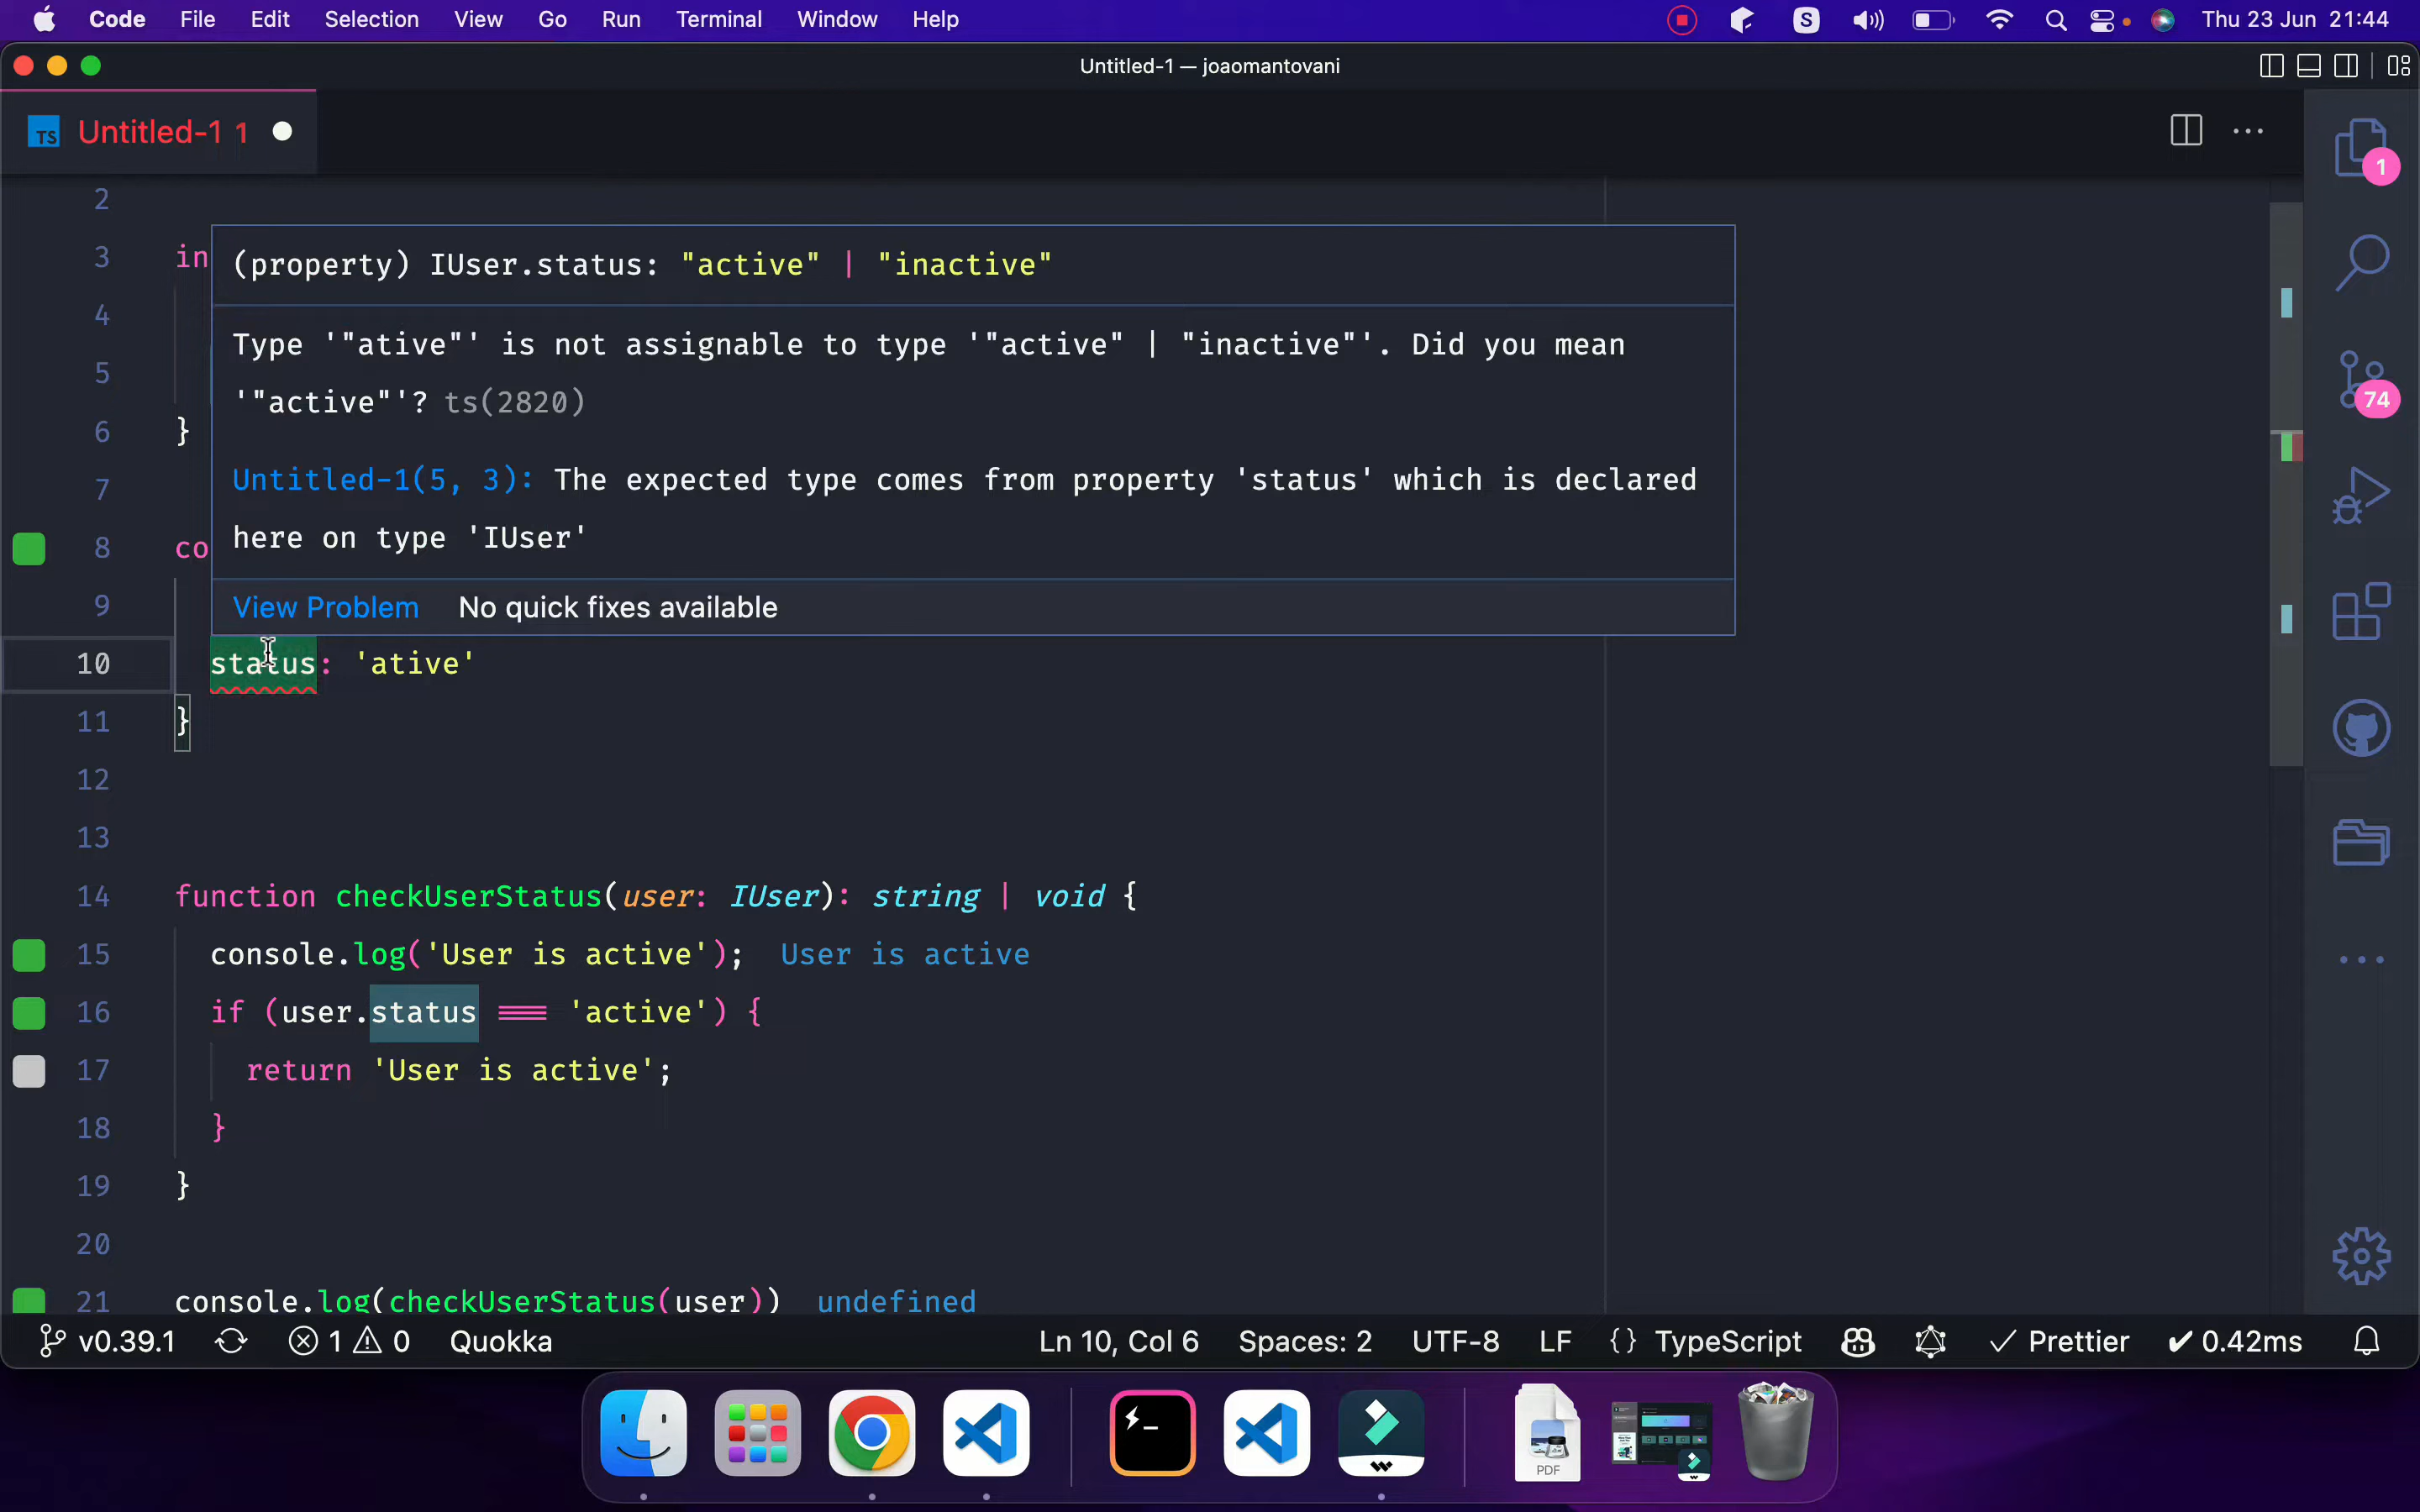 Code File Edit Selection View Go Run Terminal Window Help S Thu 23 Jun 21:44
Untitled-1 — joaomantovani
TS Untitled-1 1
1
2
3 in
(property) IUser.status: "active" | "inactive"
4
Type '"ative"' is not assignable to type '"active" | "inactive"'. Did you mean
5
'"active"'? ts(2820)
74
6 }
7
Untitled-1(5, 3): The expected type comes from property 'status' which is declared
here on type 'IUser'
8 co
9
View Problem No quick fixes available
10 status: 'ative'
11 }
12
13
14 function checkUserStatus(user: IUser): string | void {
15 console.log('User is active'); User is active
16 if (user.status === 'active') {
17 return 'User is active';
18 }
19 }
20
21 console.log(checkUserStatus(user)) undefined
v0.39.1 1 0 Quokka Ln 10, Col 6 Spaces: 2 UTF-8 LF {} TypeScript ✓ Prettier ✔ 0.42ms
PDF